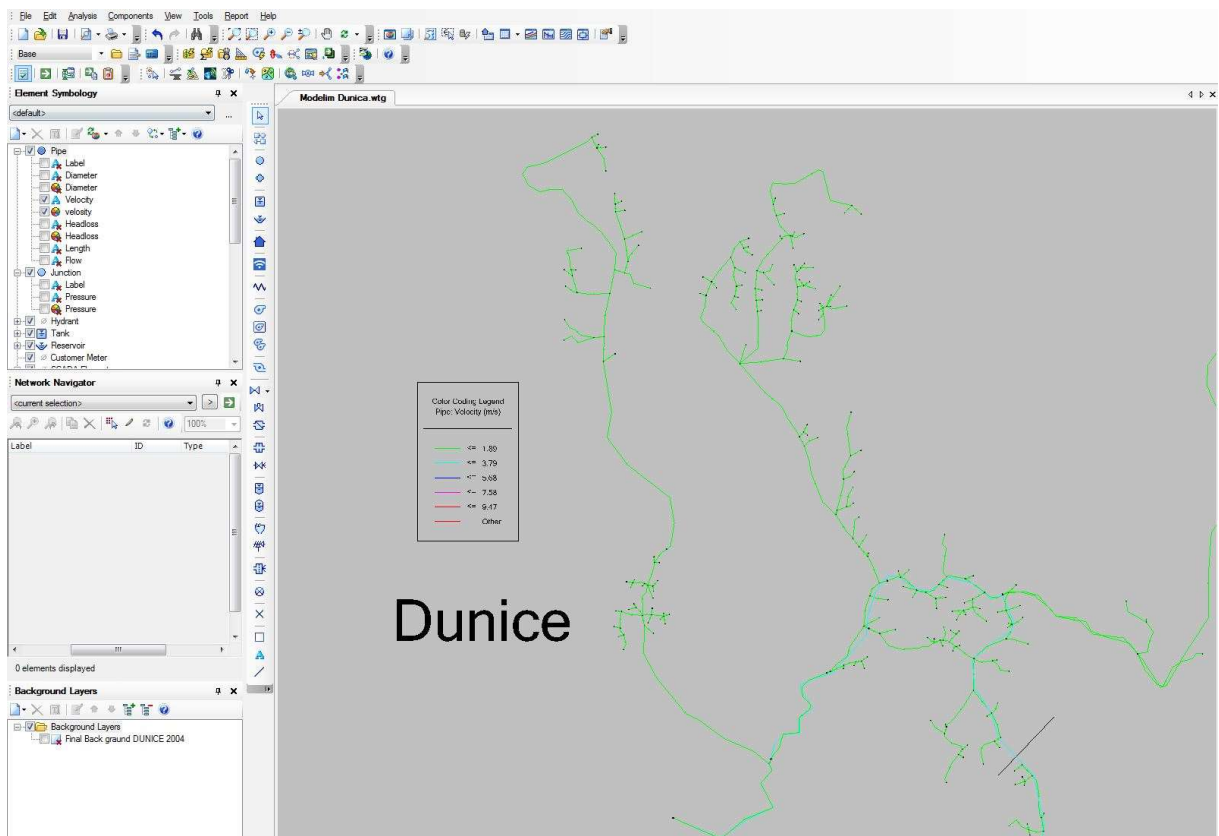 File Edit Analysis Components View Tools Report Help
Base
Element Symbology
<default>
...
Pipe
Label
Diameter
Diameter
Velocity
velosity
Headloss
Headloss
Length
Flow
Junction
Label
Pressure
Pressure
Hydrant
Tank
Reservoir
Customer Meter
Network Navigator
<current selection>
>
100%
Label ID Type
0 elements displayed
Background Layers
Background Layers
Final Back ground DUNICE 2004
Modelim Dunica.wtg
Color Coding Legend
Pipe: Velocity (m/s)
<= 1.89
<= 3.79
<= 5.68
<= 7.58
<= 9.47
Other
Dunice